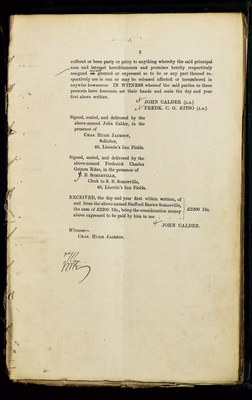 8
suffered or been party or privy to anything whereby the said principal
sum and interest hereditaments and premises hereby respectively
assigned or granted or expressed so to be or any part thereof re-
spectively are is can or may be released affected or incumbered in
anywise howsoever IN WITNESS whereof the said parties to these
presents have hereunto set their hands and seals the day and year
first above written.
JOHN CALDER (L.S.)
FREDK. C. G. (L.S.)
Signed, sealed, and delivered by the
above-named John Calder, in the
presence of
CHAS. HUGH JACKSON,
Solicitor,
48, Lincoln's Inn Fields.
Signed, sealed, and delivered by the
above-named Frederick Charles
in the presence of
SOMERVILLE,
Clerk to S. B. Somerville,
48, Lincoln's Inn Fields.
RECEIVED, the day and year first within written, of
and from the above-named Stafford Baxter Somerville,
the sum of £2200 10s., being the consideration money
above expressed to be paid by him to me
£2200 10s.
JOHN CALDER.
Witness—
CHAS. HUGH JACKSON.